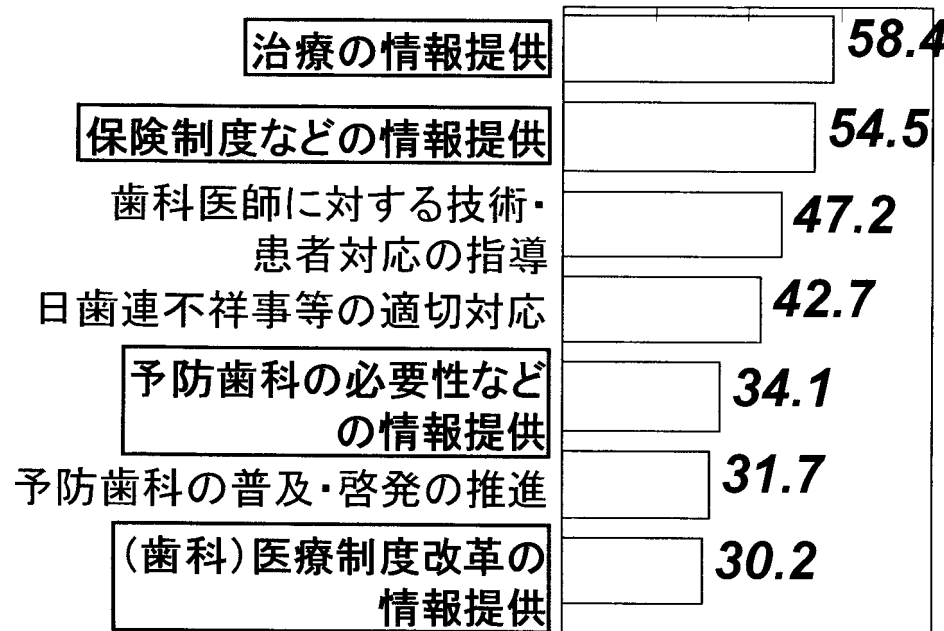 治療の情報提供 58.4
保険制度などの情報提供 54.5
歯科医師に対する技術・
患者対応の指導 47.2
日歯連不祥事等の適切対応 42.7
予防歯科の必要性など
の情報提供 34.1
予防歯科の普及・啓発の推進 31.7
(歯科)医療制度改革の
情報提供 30.2